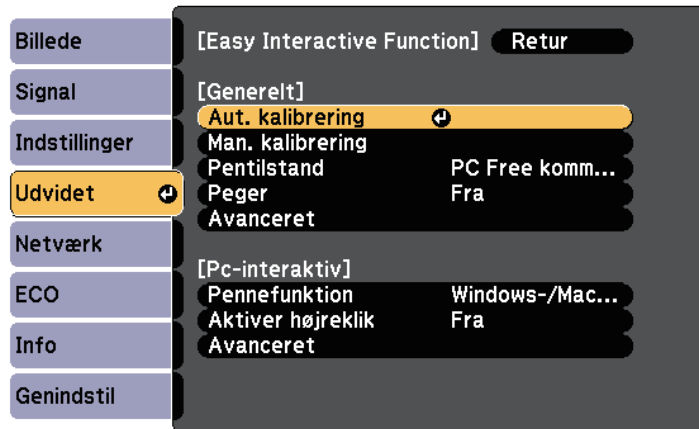 Billede
Signal
Indstillinger
Udvidet
Netværk
ECO
Info
Genindstil
[Easy Interactive Function] Retur
[Generelt]
Aut. kalibrering
Man. kalibrering
Pentilstand PC Free komm...
Peger Fra
Avanceret
[Pc-interaktiv]
Pennefunktion Windows-/Mac...
Aktiver højreklik Fra
Avanceret